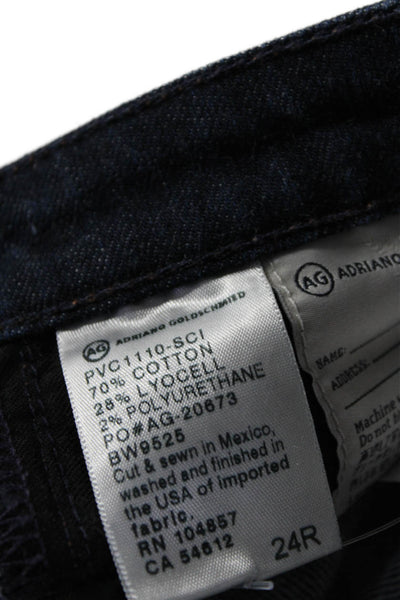 AG ADRIANO GOLDSCHMIED
PVC1110-SCI
70% COTTON
28% LYOCELL
2% POLYURETHANE
PO#AG-20673
BW9525
Cut & sewn in Mexico,
washed and finished in
the USA of imported
fabric.
RN 104857
CA 54612
24R
AG ADRIANO
NAME:
ADDRESS:
Machine
Do not